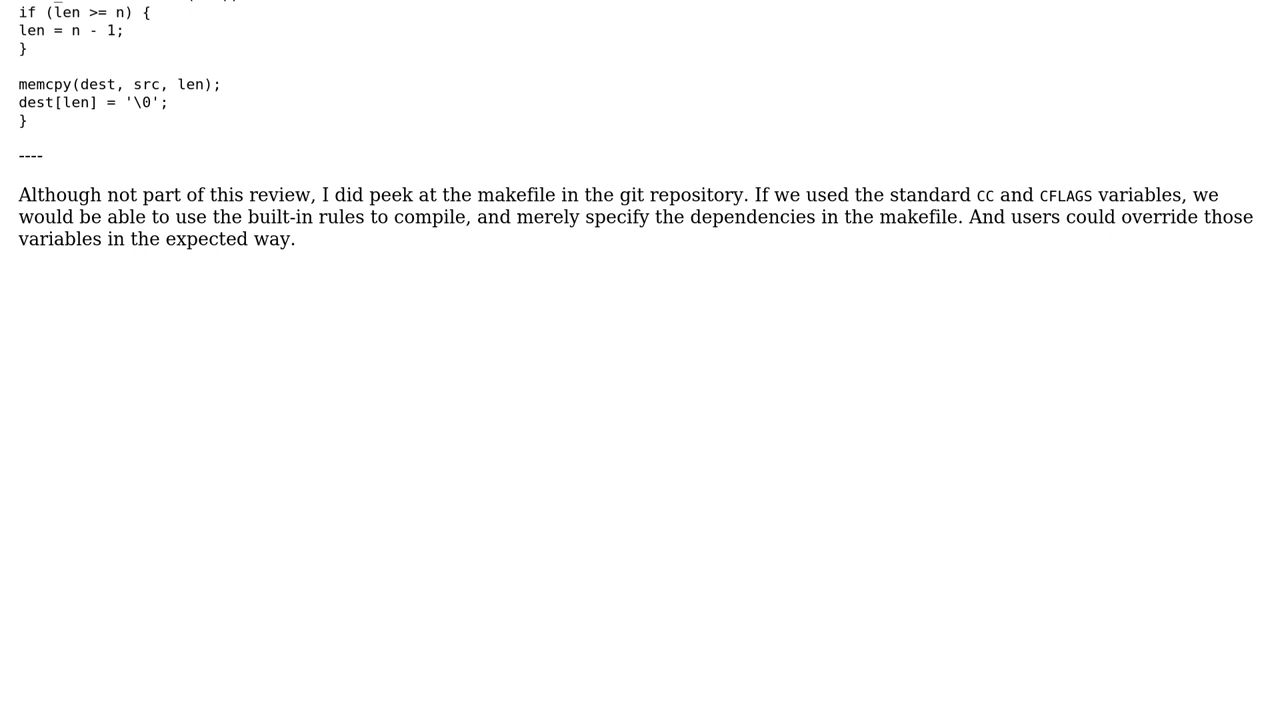 if (len >= n) {
len = n - 1;
}
memcpy(dest, src, len);
dest[len] = '\0';
}
----
Although not part of this review, I did peek at the makefile in the git repository. If we used the standard CC and CFLAGS variables, we
would be able to use the built-in rules to compile, and merely specify the dependencies in the makefile. And users could override those
variables in the expected way.